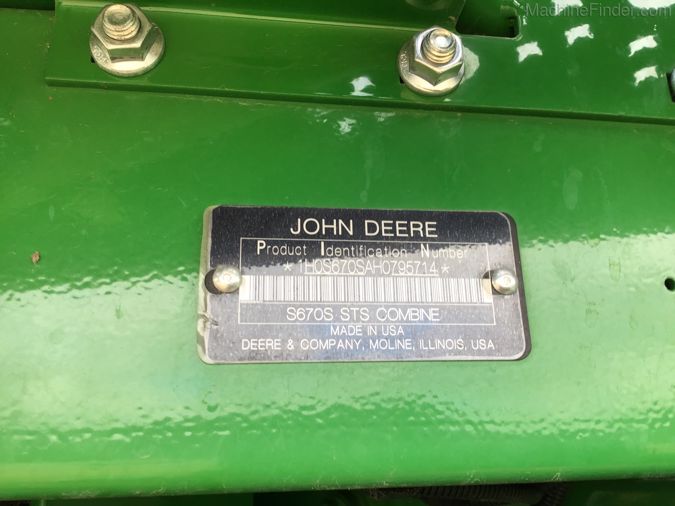 MachineFinder.com
JOHN DEERE
Product Identification Number
*1H0S670SAH0795714*
S670S STS COMBINE
MADE IN USA
DEERE & COMPANY, MOLINE, ILLINOIS, USA